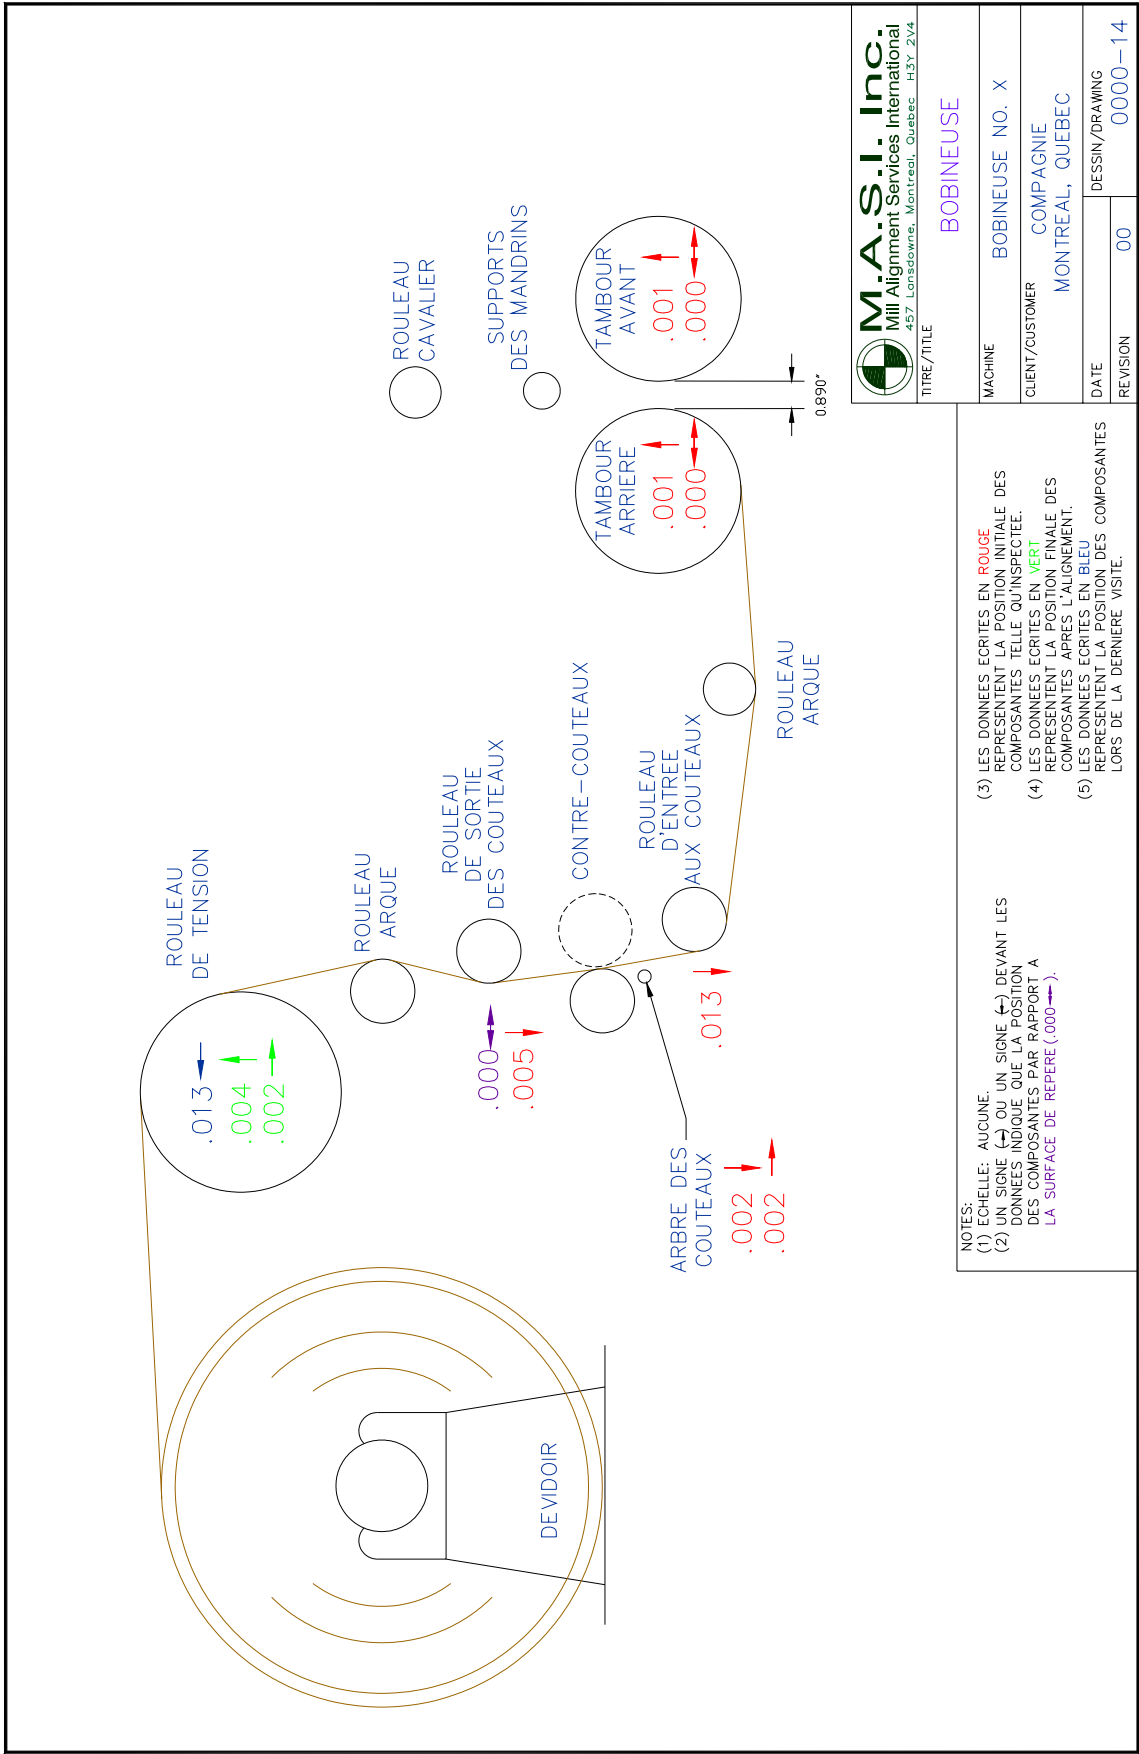 ROULEAU
DE TENSION
.013
.004
.002
ROULEAU
ARQUE
ROULEAU
DE SORTIE
DES COUTEAUX
.000
.005
CONTRE-COUTEAUX
ROULEAU
D'ENTREE
AUX COUTEAUX
.013
ARBRE DES
COUTEAUX
.002
.002
DEVIDOIR
ROULEAU
ARQUE
ROULEAU
CAVALIER
SUPPORTS
DES MANDRINS
TAMBOUR
ARRIERE
.001
.000
TAMBOUR
AVANT
.001
.000
0.890"
NOTES:
(1) ECHELLE: AUCUNE.
(2) UN SIGNE (→) OU UN SIGNE (←) DEVANT LES
DONNEES INDIQUE QUE LA POSITION
DES COMPOSANTES PAR RAPPORT A
LA SURFACE DE REPERE (.000↔).
(3) LES DONNEES ECRITES EN ROUGE
REPRESENTENT LA POSITION INITIALE DES
COMPOSANTES TELLE QU'INSPECTEE.
(4) LES DONNEES ECRITES EN VERT
REPRESENTENT LA POSITION FINALE DES
COMPOSANTES APRES L'ALIGNEMENT.
(5) LES DONNEES ECRITES EN BLEU
REPRESENTENT LA POSITION DES COMPOSANTES
LORS DE LA DERNIERE VISITE.
M.A.S.I. Inc.
Mill Alignment Services International
457 Lansdowne, Montreal, Quebec H3Y 2V4
TITRE/TITLE
BOBINEUSE
MACHINE
BOBINEUSE NO. X
CLIENT/CUSTOMER
COMPAGNIE
MONTREAL, QUEBEC
DATE
DESSIN/DRAWING
0000-14
REVISION
00